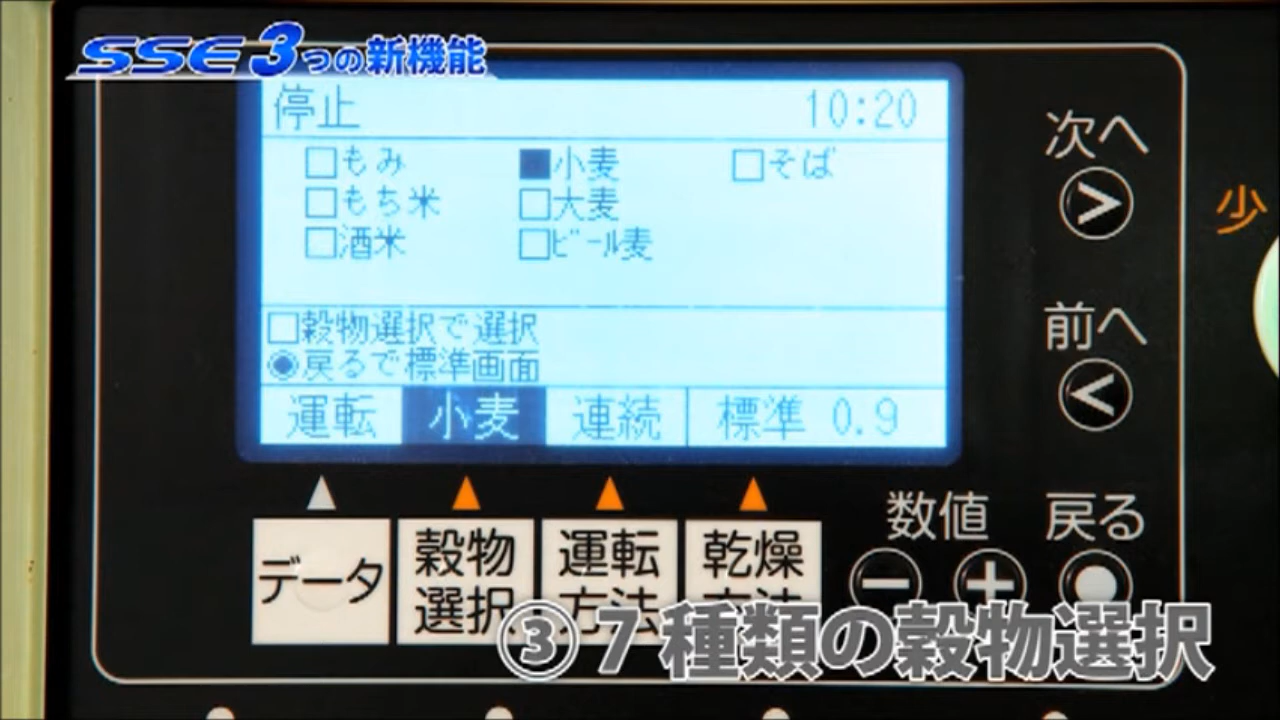 SSE 3つの新機能
停止 10:20
□もみ ■小麦 □そば
□もち米 □大麦
□酒米 □ビール麦
□穀物選択で選択
◉戻るで標準画面
運転 小麦 連続 標準 0.9
次へ
>
少
前へ
<
数値 戻る
− +
データ
穀物
選択
運転
方法
乾燥
方法
③7種類の穀物選択